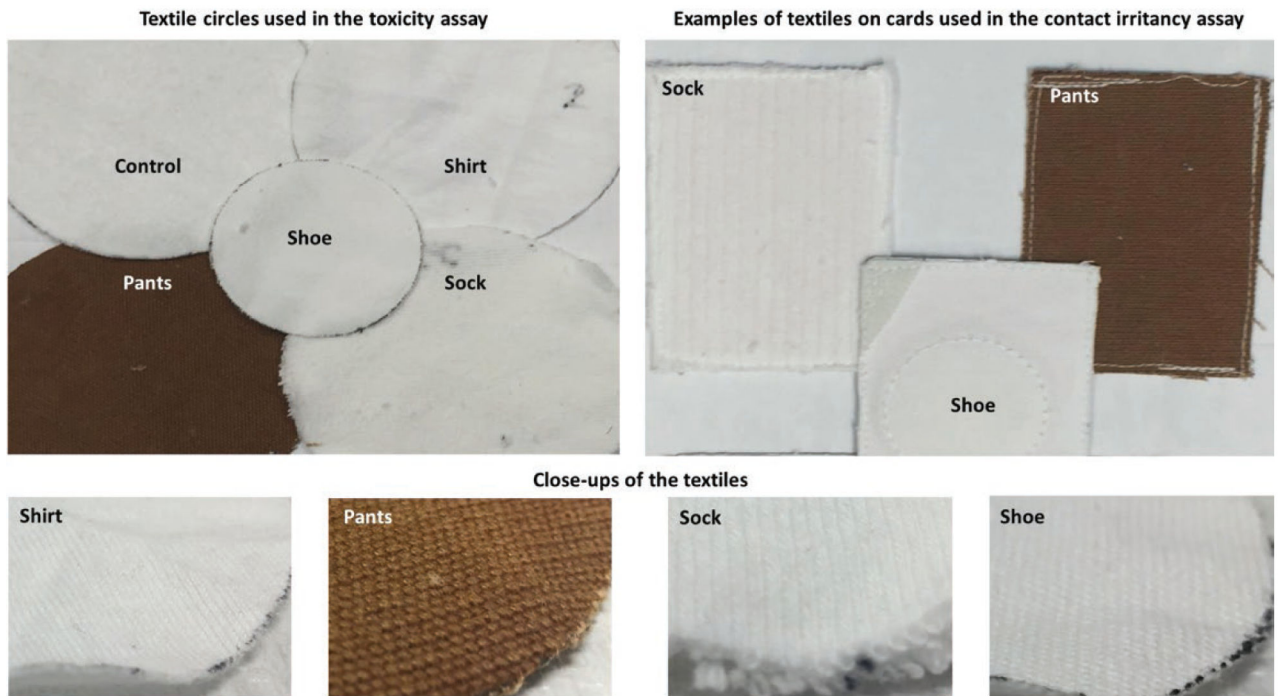 Textile circles used in the toxicity assay
Examples of textiles on cards used in the contact irritancy assay
Control
Shirt
2
Shoe
Pants
Sock
Sock
Pants
Shoe
Close-ups of the textiles
Shirt
Pants
Sock
Shoe